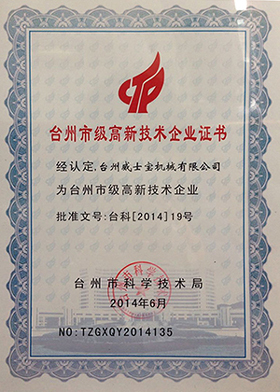 台州市级高新技术企业证书
经认定,台州威士宝机械有限公司
为台州市级高新技术企业
批准文号:台科[2014]19号
台州市科学技术局
2014年6月
NO:TZGXQY2014135